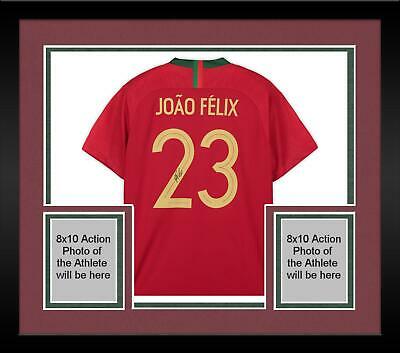 JOÃO FÉLIX
23
8x10 Action
Photo of
the Athlete
will be here
8x10 Action
Photo of
the Athlete
will be here